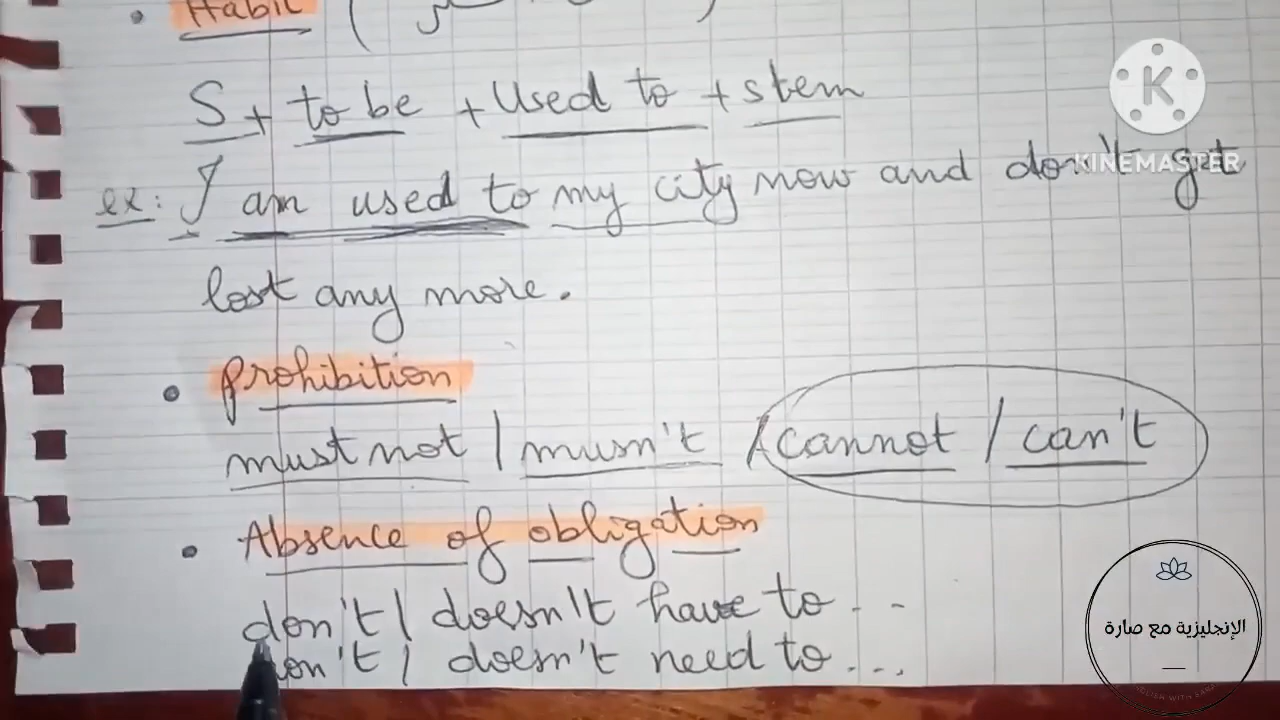 Habit (
S + to be + used to + stem
ex: I am used to my city now and don't get
lost any more.
prohibition
must not / musn't / cannot / can't
Absence of obligation
don't / doesn't have to...
don't / doesn't need to...
K
KINEMASTER
الإنجليزية مع صارة